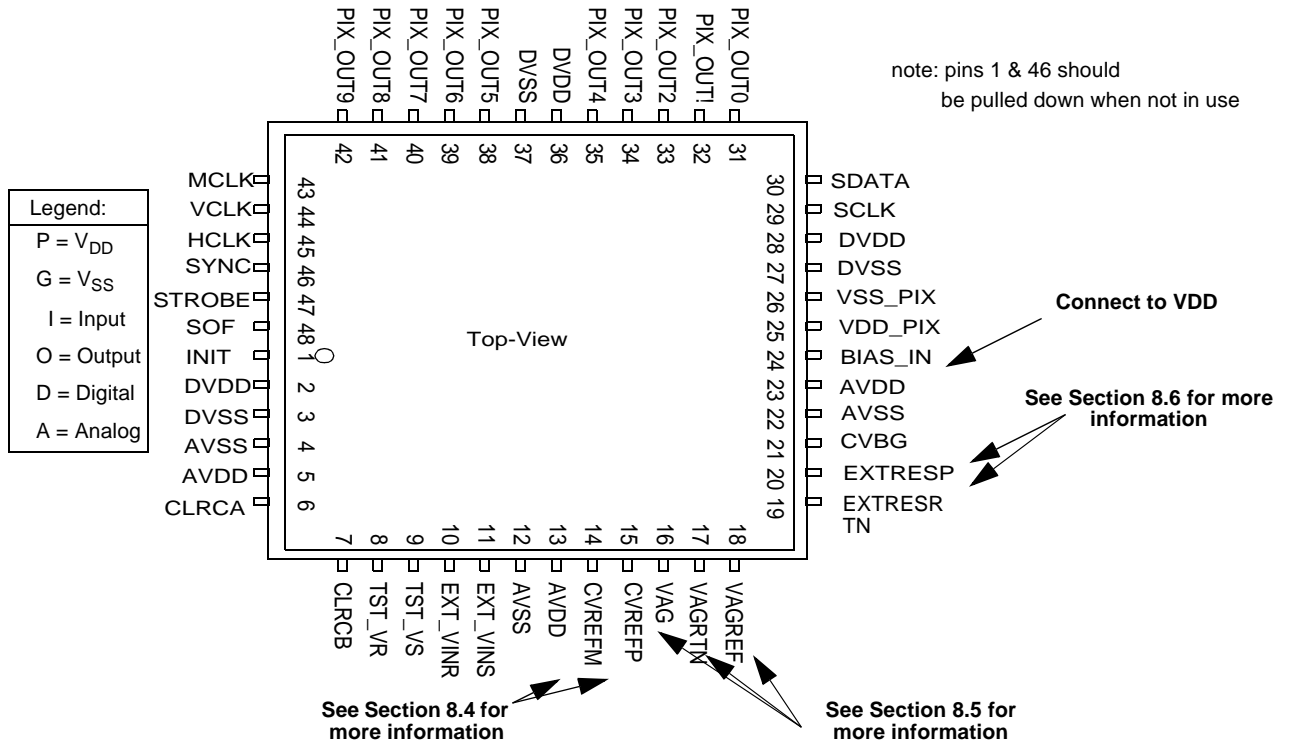 PIX_OUT9
PIX_OUT8
PIX_OUT7
PIX_OUT6
PIX_OUT5
DVSS
DVDD
PIX_OUT4
PIX_OUT3
PIX_OUT2
PIX_OUT!
PIX_OUT0
note: pins 1 & 46 should
be pulled down when not in use
42
41
40
39
38
37
36
35
34
33
32
31
Legend:
P = VDD
G = VSS
I = Input
O = Output
D = Digital
A = Analog
MCLK
VCLK
HCLK
SYNC
STROBE
SOF
INIT
DVDD
DVSS
AVSS
AVDD
CLRCA
43
44
45
46
47
48
1
2
3
4
5
6
Top-View
30
29
28
27
26
25
24
23
22
21
20
19
SDATA
SCLK
DVDD
DVSS
VSS_PIX
VDD_PIX
BIAS_IN
AVDD
AVSS
CVBG
EXTRESP
EXTRESR
TN
Connect to VDD
See Section 8.6 for more
information
7
8
9
10
11
12
13
14
15
16
17
18
CLRCB
TST_VR
TST_VS
EXT_VINR
EXT_VINS
AVSS
AVDD
CVREFM
CVREFP
VAG
VAGRTN
VAGREF
See Section 8.4 for
more information
See Section 8.5 for
more information